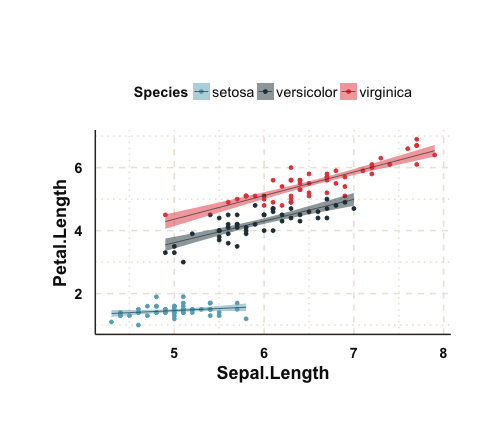 Species setosa versicolor virginica
6
4
2
Petal.Length
5 6 7 8
Sepal.Length